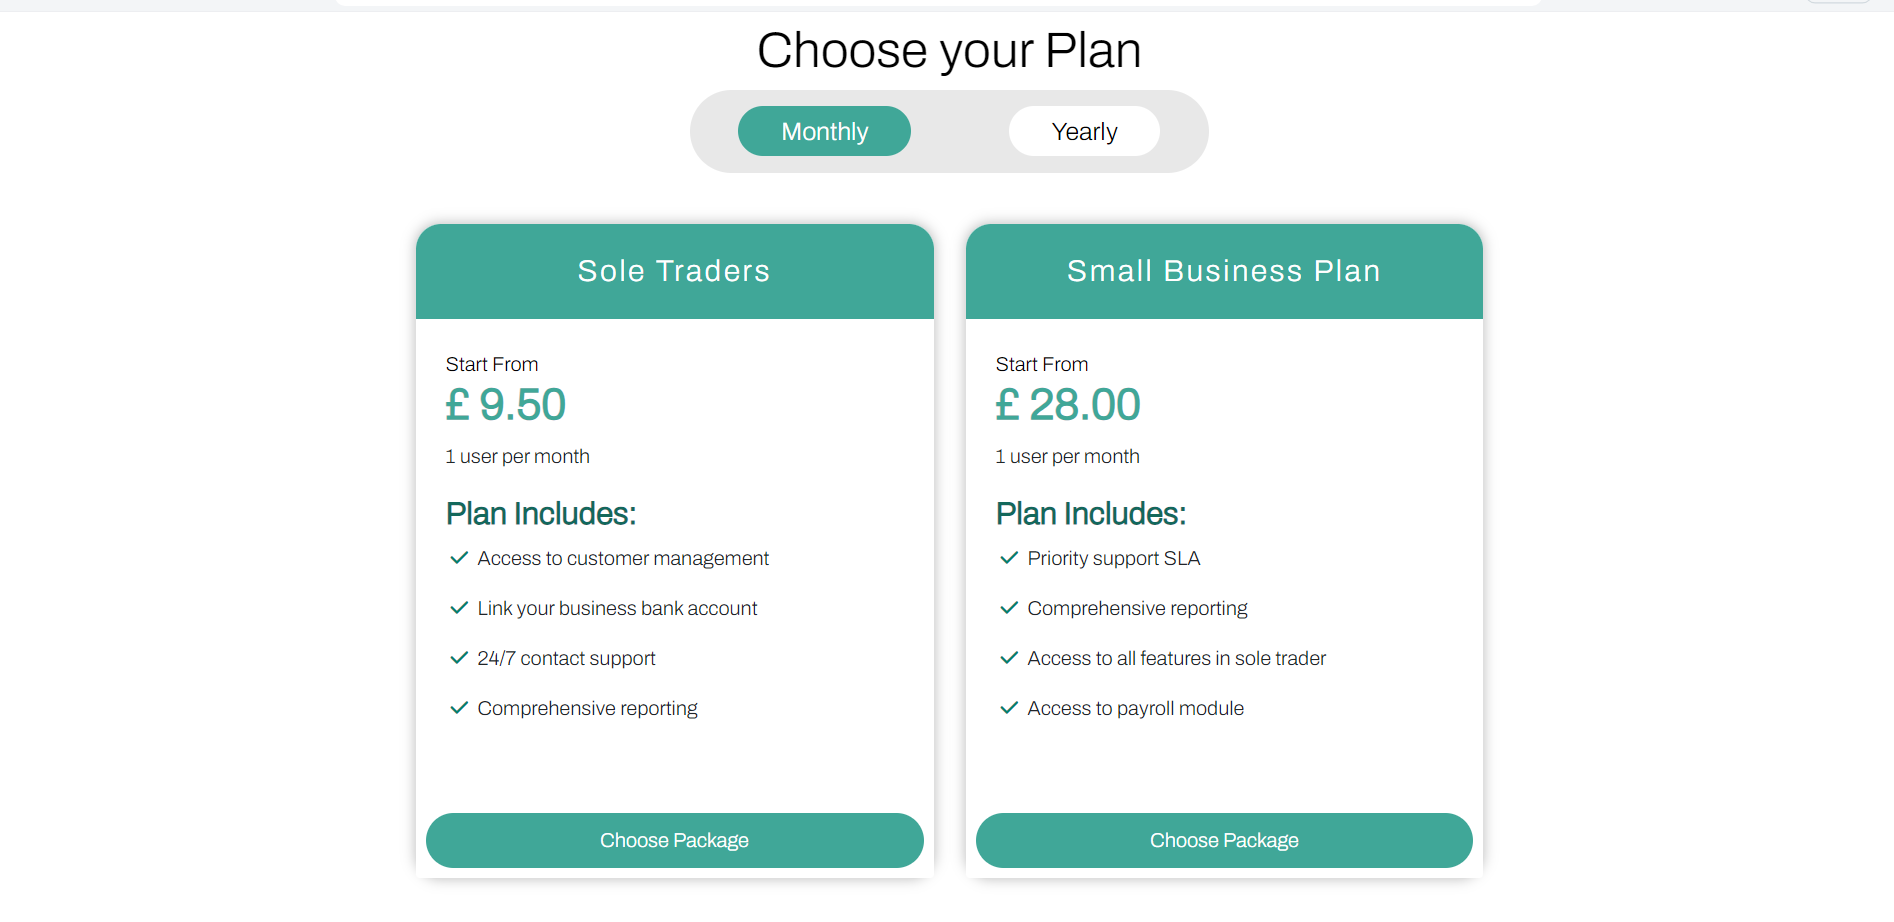 Choose your Plan
Monthly
Yearly
Sole Traders
Start From
£ 9.50
1 user per month
Plan Includes:
Access to customer management
Link your business bank account
24/7 contact support
Comprehensive reporting
Choose Package
Small Business Plan
Start From
£ 28.00
1 user per month
Plan Includes:
Priority support SLA
Comprehensive reporting
Access to all features in sole trader
Access to payroll module
Choose Package